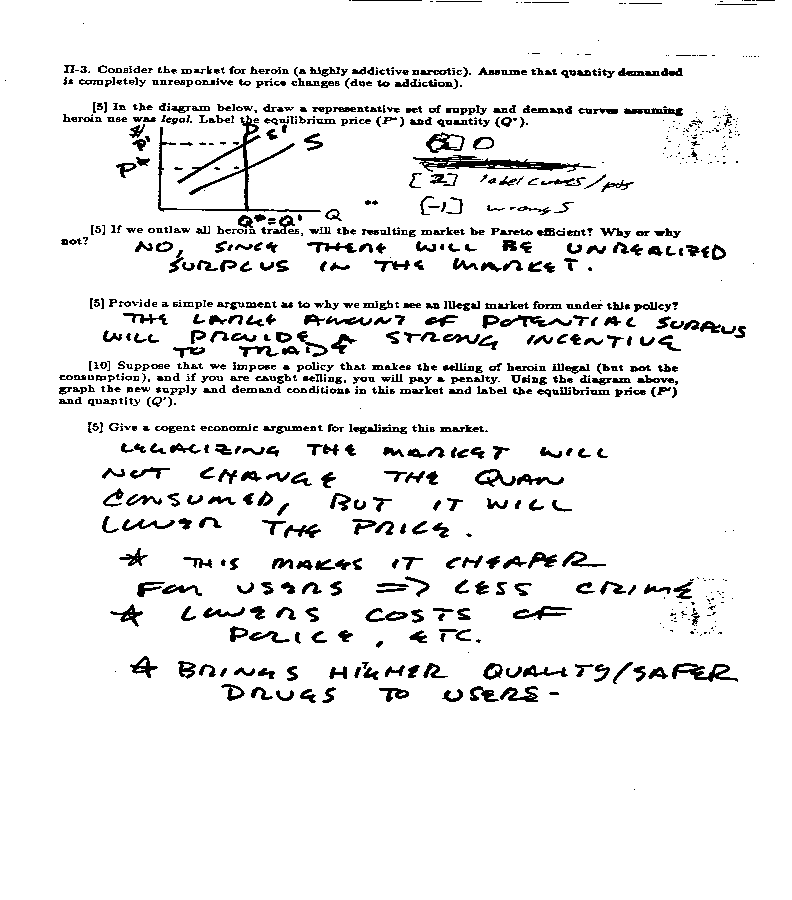 II-3. Consider the market for heroin (a highly addictive narcotic). Assume that quantity demanded
is completely unresponsive to price changes (due to addiction).
[5] In the diagram below, draw a representative set of supply and demand curves assuming
heroin use was legal. Label the equilibrium price (P*) and quantity (Q*).
$/
D S'
P'
S
P*
Q
Q*=Q'
O
[2] label curves/pts
[-1] wrong S
[5] If we outlaw all heroin trades, will the resulting market be Pareto efficient? Why or why
not?
NO, SINCE THERE WILL BE UNREALIZED
SURPLUS IN THE MARKET.
[5] Provide a simple argument as to why we might see an illegal market form under this policy?
THE LARGE AMOUNT OF POTENTIAL SURPLUS
WILL PROVIDE A STRONG INCENTIVE
TO TRADE
[10] Suppose that we impose a policy that makes the selling of heroin illegal (but not the
consumption), and if you are caught selling, you will pay a penalty. Using the diagram above,
graph the new supply and demand conditions in this market and label the equilibrium price (P')
and quantity (Q').
[5] Give a cogent economic argument for legalizing this market.
LEGALIZING THE MARKET WILL
NOT CHANGE THE QUAN
CONSUMED, BUT IT WILL
LOWER THE PRICE.
* THIS MAKES IT CHEAPER
FOR USERS => LESS CRIME
* LOWERS COSTS OF
POLICE, ETC.
* BRINGS HIGHER QUALITY/SAFER
DRUGS TO USERS-